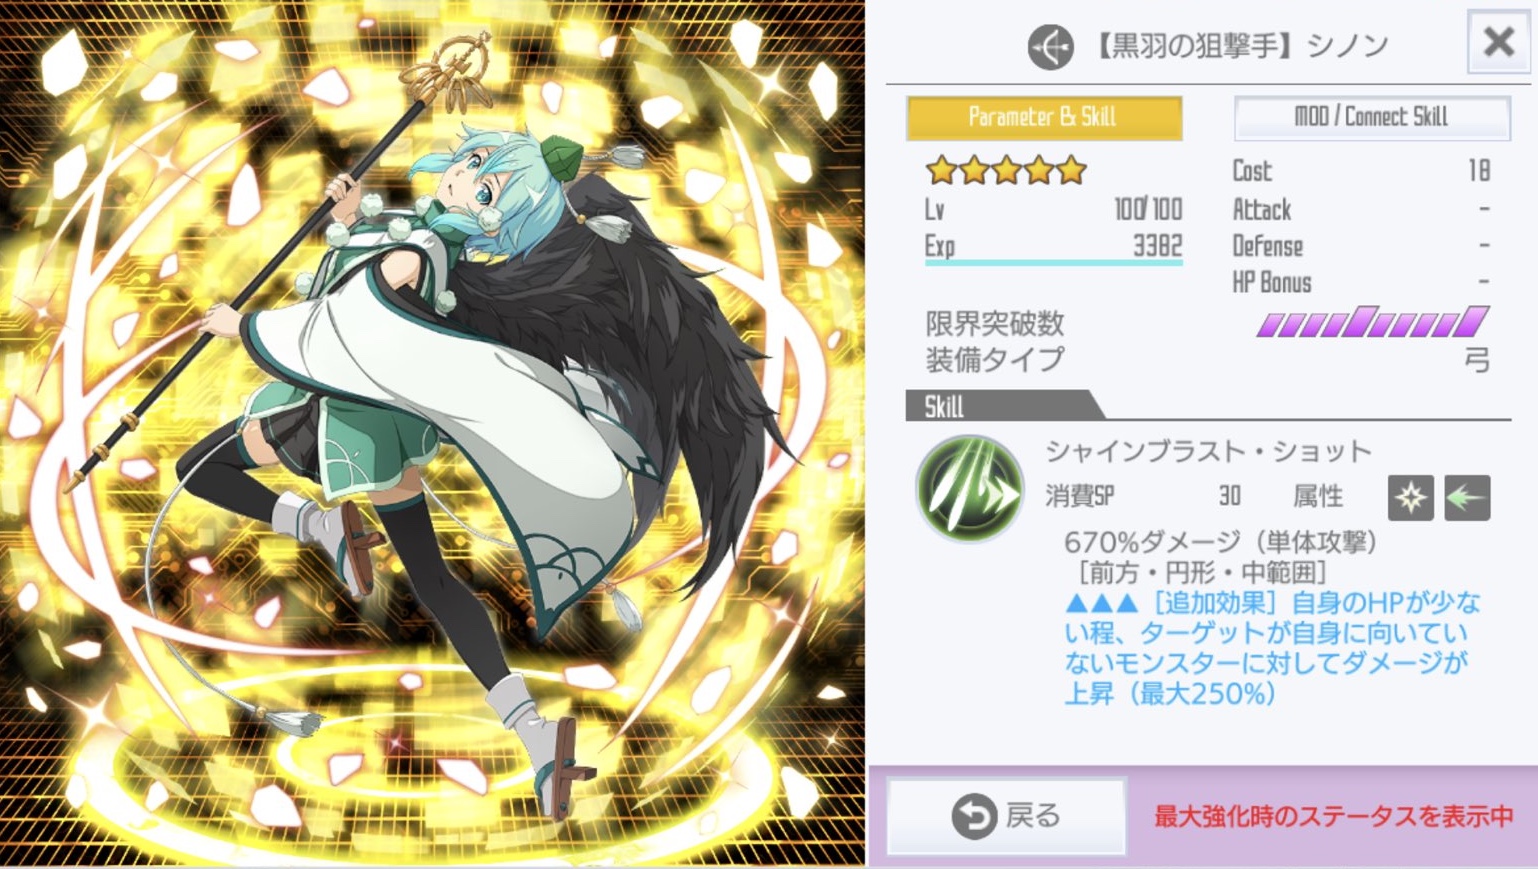 【黒羽の狙撃手】シノン
Parameter & Skill
MOD / Connect Skill
Lv 100/100
Exp 3382
Cost 18
Attack -
Defense -
HP Bonus -
限界突破数
装備タイプ 弓
Skill
シャインブラスト・ショット
消費SP 30 属性
670%ダメージ（単体攻撃）
［前方・円形・中範囲］
▲▲▲［追加効果］自身のHPが少な
い程、ターゲットが自身に向いてい
ないモンスターに対してダメージが
上昇（最大250%）
戻る
最大強化時のステータスを表示中